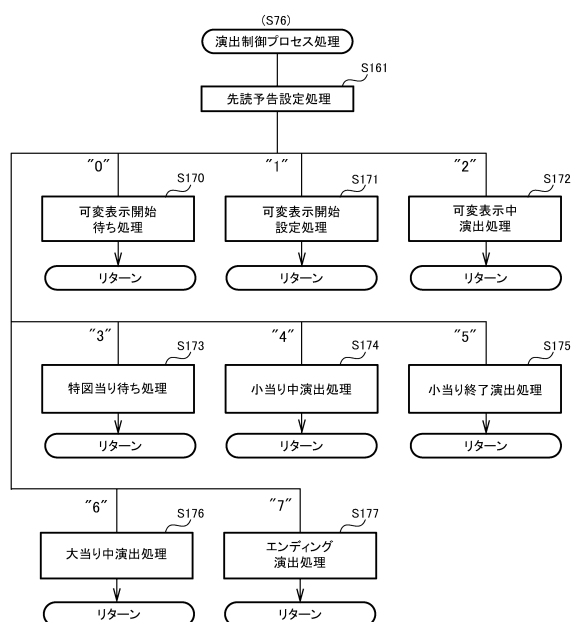 (S76)
演出制御プロセス処理
S161
先読予告設定処理
"0"
"1"
"2"
S170
S171
S172
可変表示開始
待ち処理
可変表示開始
設定処理
可変表示中
演出処理
リターン
リターン
リターン
"3"
"4"
"5"
S173
S174
S175
特図当り待ち処理
小当り中演出処理
小当り終了演出処理
リターン
リターン
リターン
"6"
"7"
S176
S177
大当り中演出処理
エンディング
演出処理
リターン
リターン